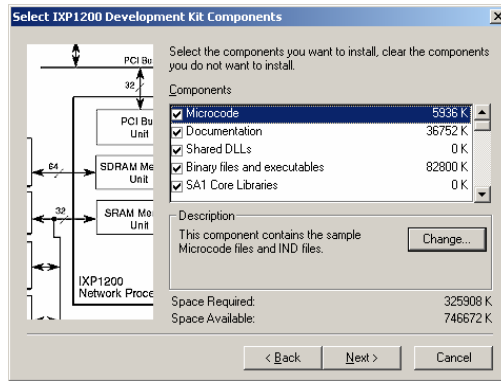 Select IXP1200 Development Kit Components
Select the components you want to install, clear the components
you do not want to install.
Components
Microcode 5936 K
Documentation 36752 K
Shared DLLs 0 K
Binary files and executables 82800 K
SA1 Core Libraries 0 K
Description
This component contains the sample
Microcode files and IND files.
Change...
Space Required: 325908 K
Space Available: 746672 K
< Back
Next >
Cancel
PCI Bu
32
PCI Bu
Unit
64
SDRAM Me
Unit
32
SRAM Mo
Unit
IXP1200
Network Proce